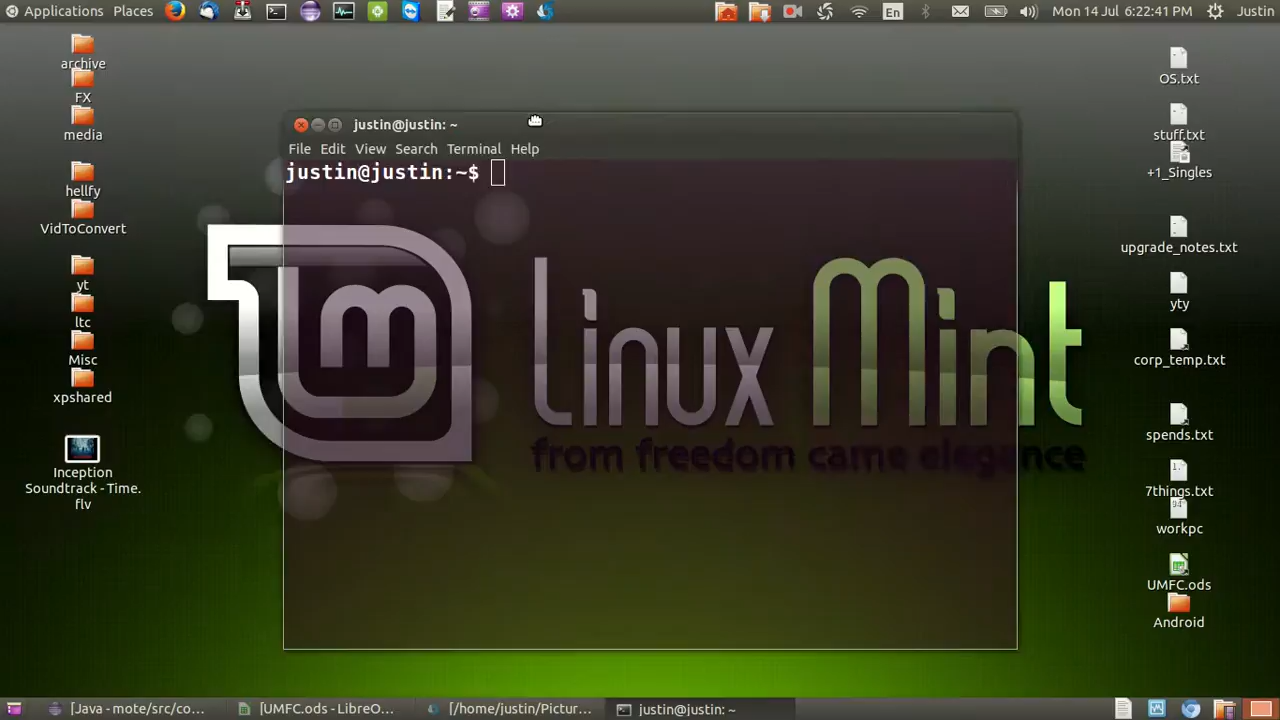 Applications Places En Mon 14 Jul 6:22:41 PM Justin
archive
FX
media
hellfy
VidToConvert
yt
ltc
Misc
xpshared
Inception
Soundtrack - Time.
flv
justin@justin: ~
File Edit View Search Terminal Help
justin@justin:~$
Linux Mint
from freedom came elegance
OS.txt
stuff.txt
+1_Singles
upgrade_notes.txt
yty
corp_temp.txt
spends.txt
7things.txt
workpc
UMFC.ods
Android
[Java - mote/src/co... [UMFC.ods - LibreO... [/home/justin/Pictur... justin@justin: ~